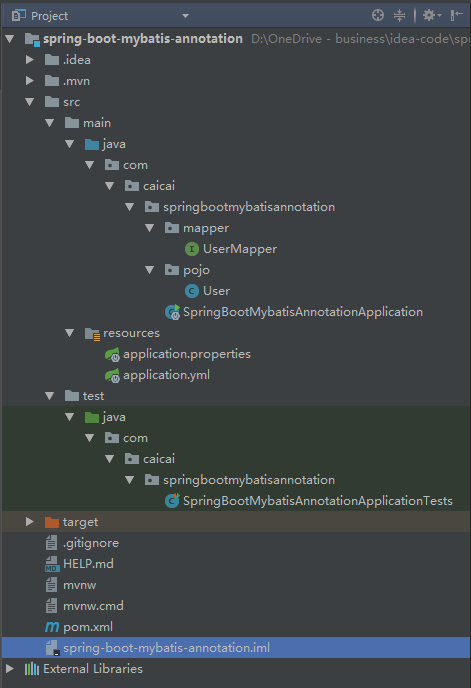 Project
spring-boot-mybatis-annotation D:\OneDrive - business\idea-code\spr
.idea
.mvn
src
main
java
com
caicai
springbootmybatisannotation
mapper
UserMapper
pojo
User
SpringBootMybatisAnnotationApplication
resources
application.properties
application.yml
test
java
com
caicai
springbootmybatisannotation
SpringBootMybatisAnnotationApplicationTests
target
.gitignore
HELP.md
mvnw
mvnw.cmd
pom.xml
spring-boot-mybatis-annotation.iml
External Libraries